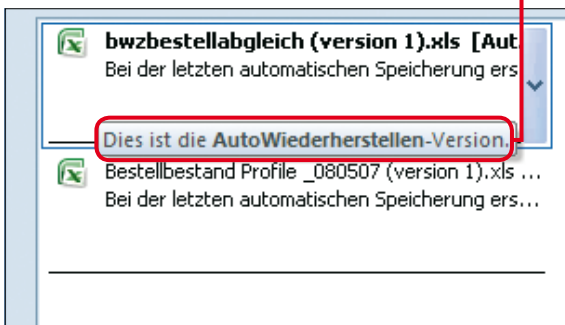 bwzbestellabgleich (version 1).xls [Aut.
Bei der letzten automatischen Speicherung ers
Dies ist die AutoWiederherstellen-Version.
Bestellbestand Profile _080507 (version 1).xls ...
Bei der letzten automatischen Speicherung ers...